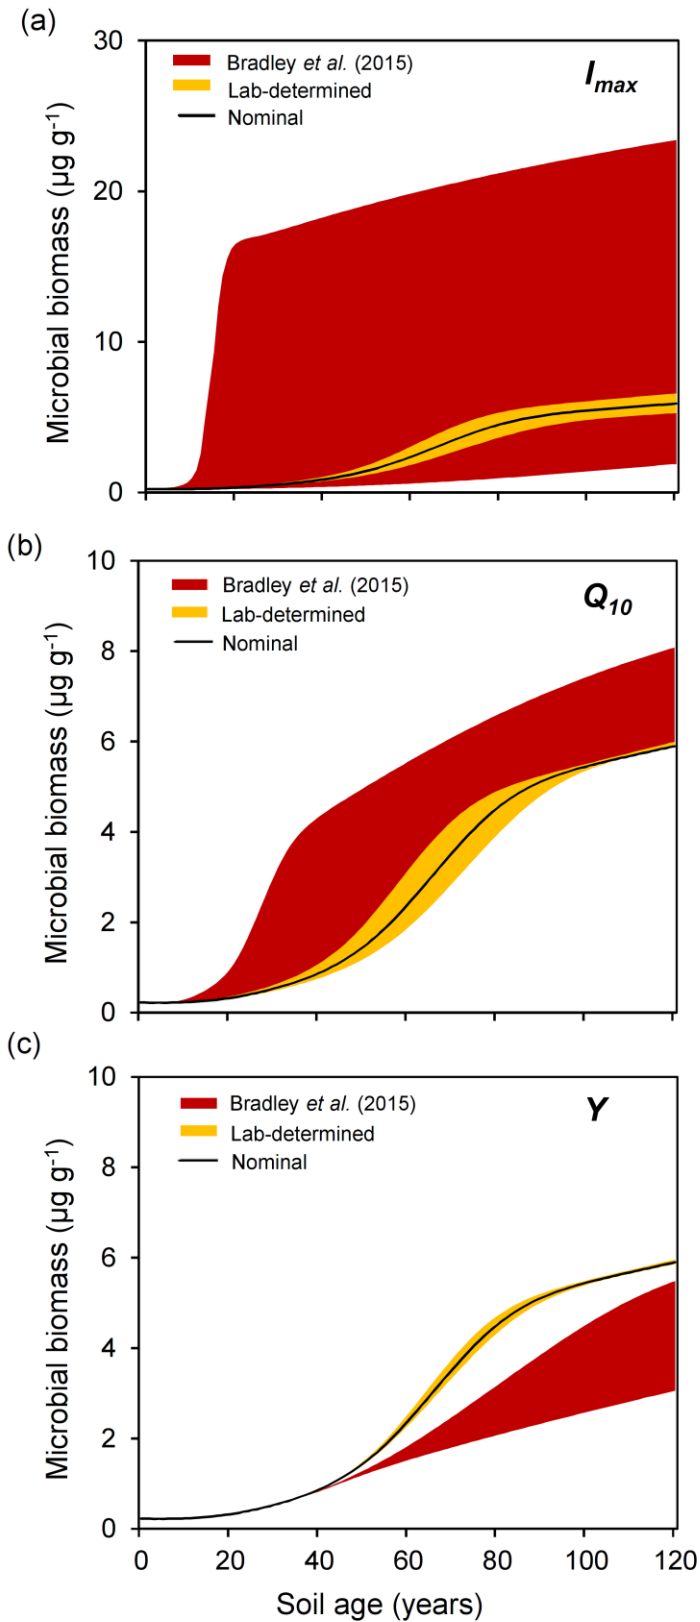 (a)
30
20
10
0
Microbial biomass (µg g⁻¹)
Bradley et al. (2015)
Lab-determined
Nominal
I_max
(b)
10
8
6
4
2
0
Microbial biomass (µg g⁻¹)
Bradley et al. (2015)
Lab-determined
Nominal
Q₁₀
(c)
10
8
6
4
2
0
Microbial biomass (µg g⁻¹)
Bradley et al. (2015)
Lab-determined
Nominal
Y
0 20 40 60 80 100 120
Soil age (years)